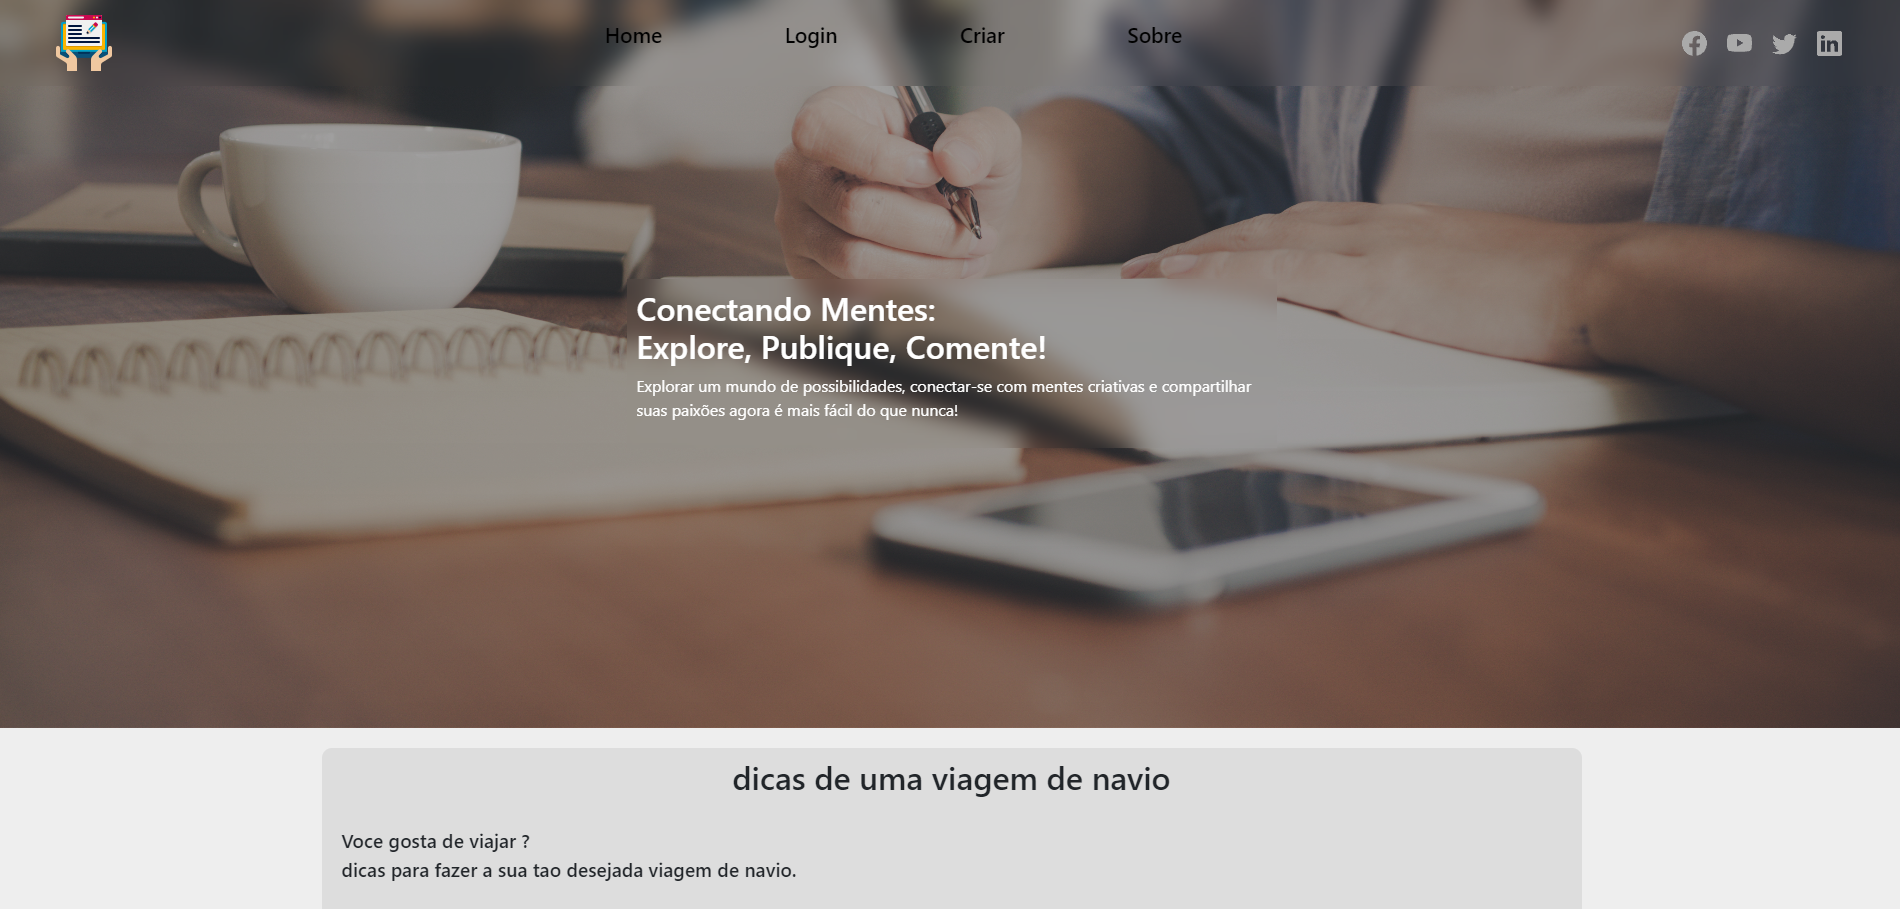 Home Login Criar Sobre
Conectando Mentes:
Explore, Publique, Comente!
Explorar um mundo de possibilidades, conectar-se com mentes criativas e compartilhar
suas paixões agora é mais fácil do que nunca!
dicas de uma viagem de navio
Voce gosta de viajar ?
dicas para fazer a sua tao desejada viagem de navio.